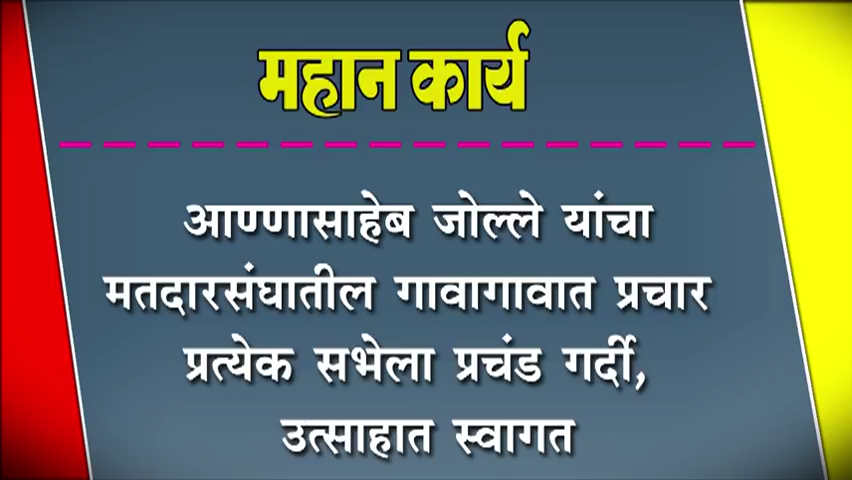 महान कार्य
आण्णासाहेब जोल्ले यांचा
मतदारसंघातील गावागावात प्रचार
प्रत्येक सभेला प्रचंड गर्दी,
उत्साहात स्वागत